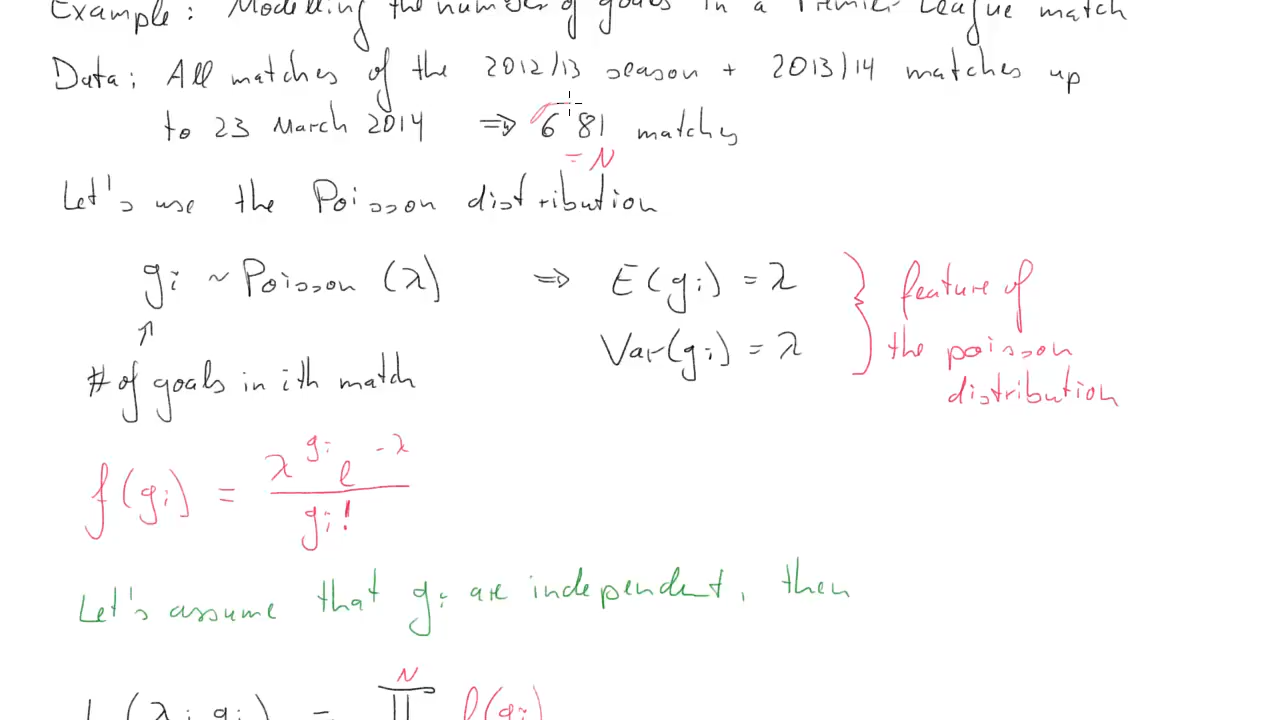 Example: Modelling the number of goals in a Premier League match
Data: All matches of the 2012/13 season + 2013/14 matches up
to 23 March 2014 ⇒ 681 matches
= N
Let's use the Poisson distribution
gi ~ Poisson (λ) ⇒ E(gi) = λ } feature of
↑ Var(gi) = λ the poisson
# of goals in ith match distribution
f(gi) = λ^gi e^-λ / gi!
Let's assume that gi are independent, then
L(λ; gi) = ∏ N f(gi)